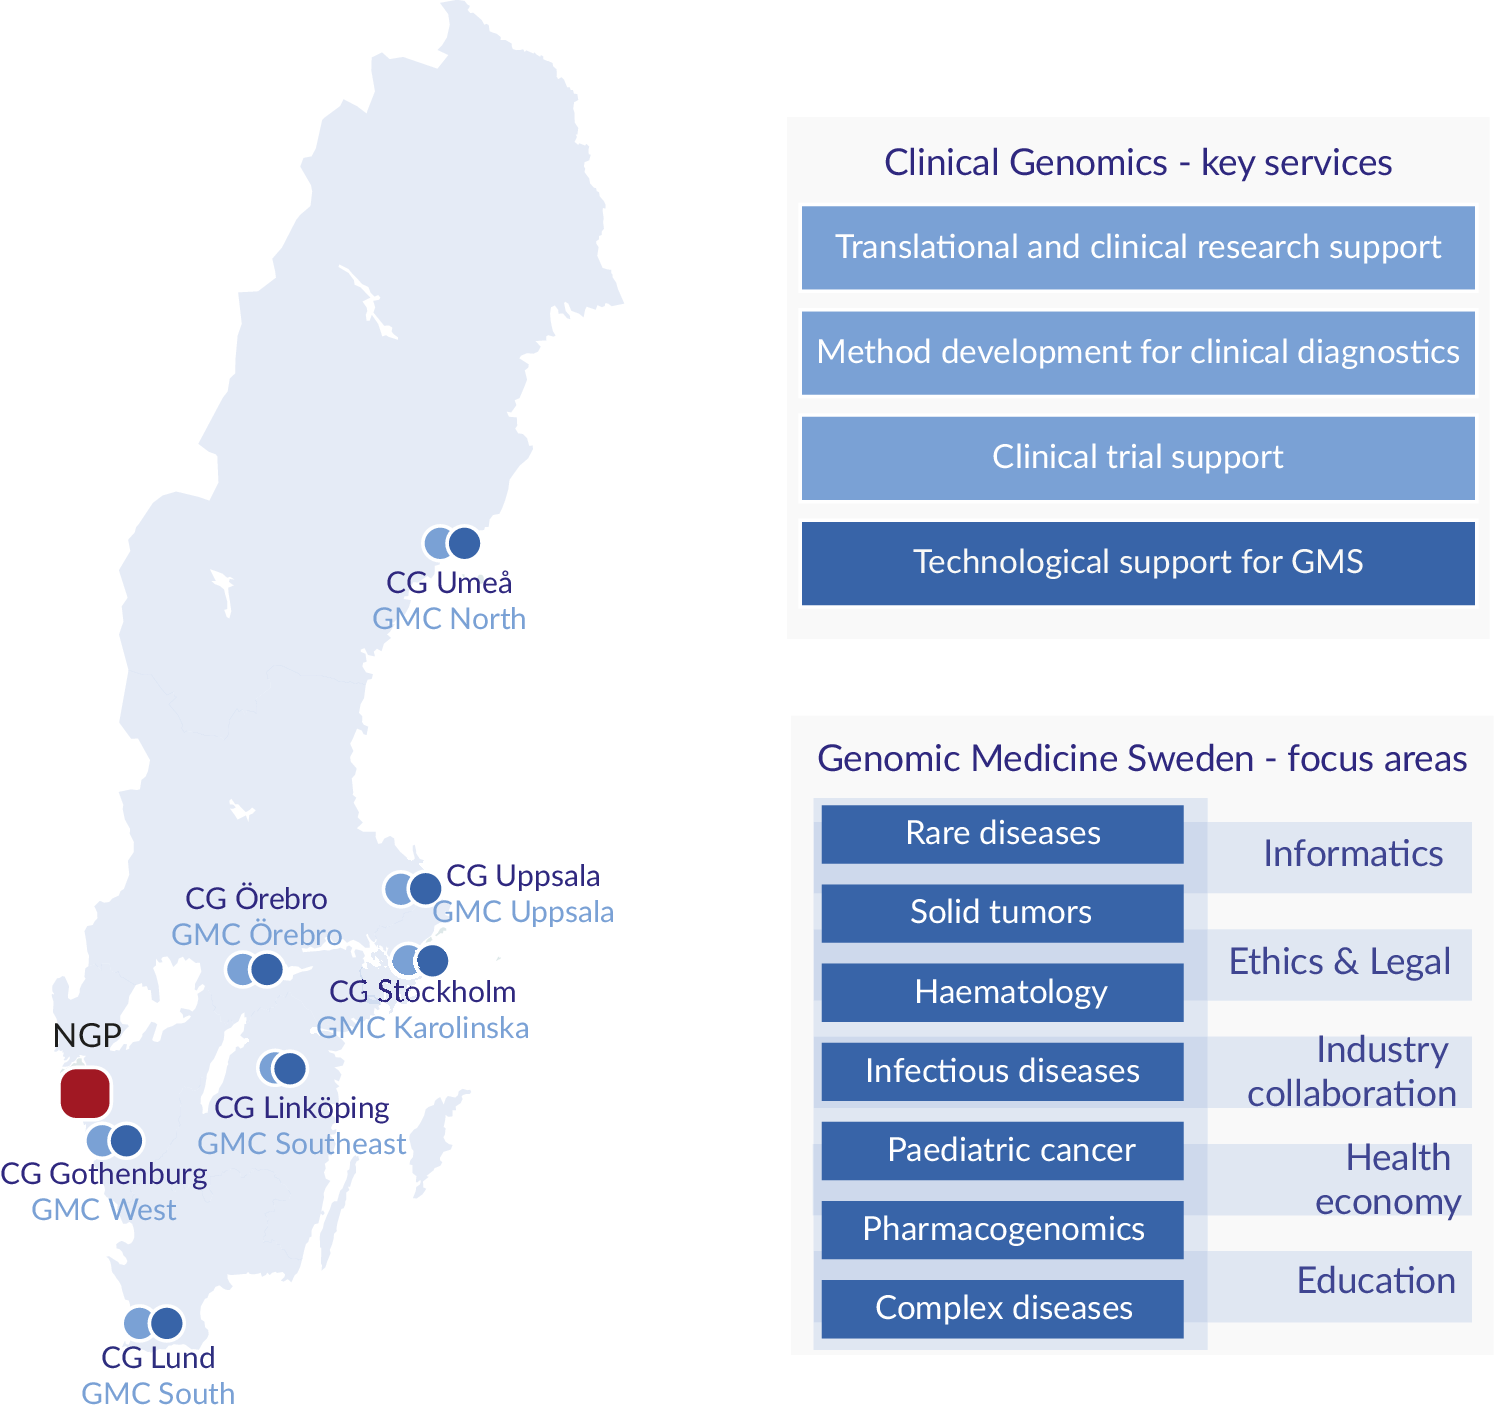 CG Umeå
GMC North
CG Uppsala
GMC Uppsala
CG Örebro
GMC Örebro
CG Stockholm
GMC Karolinska
NGP
CG Linköping
GMC Southeast
CG Gothenburg
GMC West
CG Lund
GMC South
Clinical Genomics - key services
Translational and clinical research support
Method development for clinical diagnostics
Clinical trial support
Technological support for GMS
Genomic Medicine Sweden - focus areas
Rare diseases
Solid tumors
Haematology
Infectious diseases
Paediatric cancer
Pharmacogenomics
Complex diseases
Informatics
Ethics & Legal
Industry
collaboration
Health
economy
Education